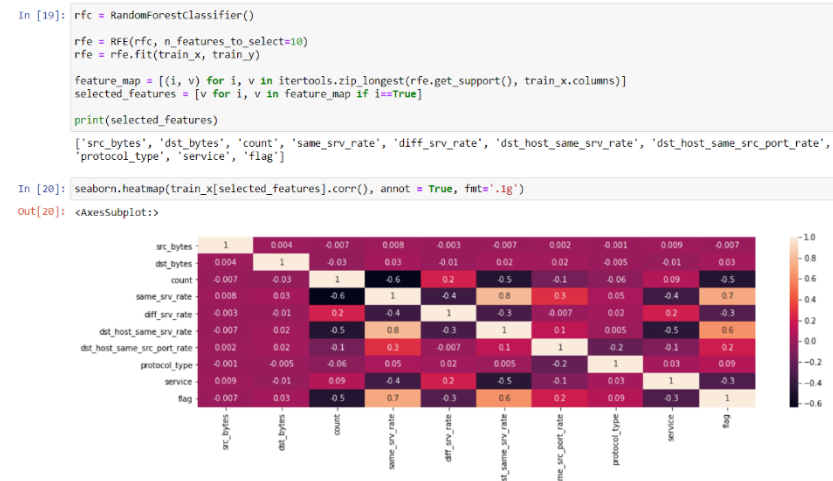 In [19]: rfc = RandomForestClassifier()
rfe = RFE(rfc, n_features_to_select=10)
rfe = rfe.fit(train_x, train_y)
feature_map = [(i, v) for i, v in itertools.zip_longest(rfe.get_support(), train_x.columns)]
selected_features = [v for i, v in feature_map if i==True]
print(selected_features)
['src_bytes', 'dst_bytes', 'count', 'same_srv_rate', 'diff_srv_rate', 'dst_host_same_srv_rate', 'dst_host_same_src_port_rate',
'protocol_type', 'service', 'flag']
In [20]: seaborn.heatmap(train_x[selected_features].corr(), annot = True, fmt='.1g')
Out[20]: <AxesSubplot:>
src_bytes 1 0.004 -0.007 0.008 -0.003 -0.007 0.002 -0.001 0.009 -0.007
dst_bytes 0.004 1 -0.03 0.03 -0.01 0.02 0.02 -0.005 -0.01 0.03
count -0.007 -0.03 1 -0.6 0.2 -0.5 -0.1 -0.06 0.09 -0.5
same_srv_rate 0.008 0.03 -0.6 1 -0.4 0.8 0.3 0.05 -0.4 0.7
diff_srv_rate -0.003 -0.01 0.2 -0.4 1 -0.3 -0.007 0.02 0.2 -0.3
dst_host_same_srv_rate -0.007 0.02 -0.5 0.8 -0.3 1 0.1 0.005 -0.5 0.6
dst_host_same_src_port_rate 0.002 0.02 -0.1 0.3 -0.007 0.1 1 -0.2 -0.1 0.2
protocol_type -0.001 -0.005 -0.06 0.05 0.02 0.005 -0.2 1 0.03 0.09
service 0.009 -0.01 0.09 -0.4 0.2 -0.5 -0.1 0.03 1 -0.3
flag -0.007 0.03 -0.5 0.7 -0.3 0.6 0.2 0.09 -0.3 1
src_bytes
dst_bytes
count
same_srv_rate
diff_srv_rate
st_same_srv_rate
me_src_port_rate
protocol_type
service
flag
1.0
0.8
0.6
0.4
0.2
0.0
-0.2
-0.4
-0.6